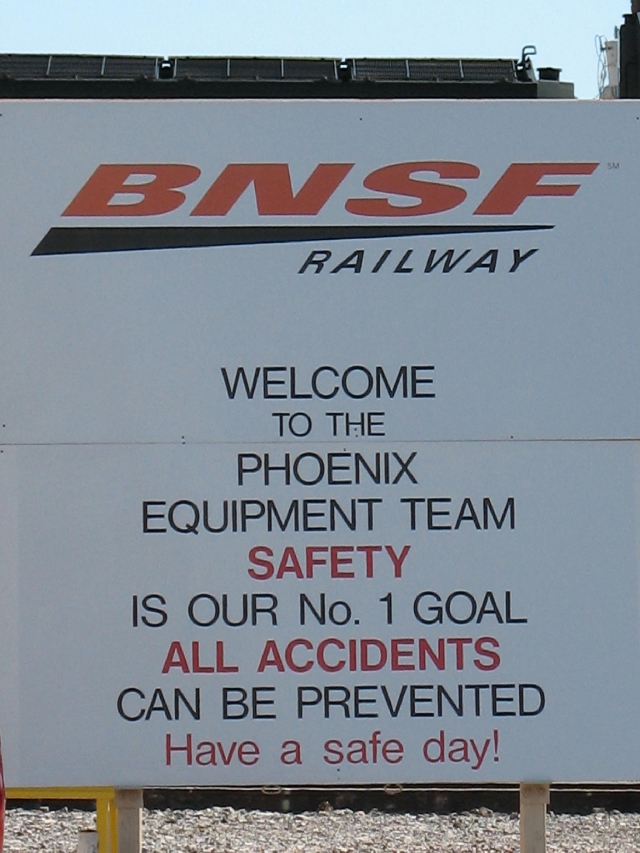 BNSF SM
RAILWAY
WELCOME
TO THE
PHOENIX
EQUIPMENT TEAM
SAFETY
IS OUR No. 1 GOAL
ALL ACCIDENTS
CAN BE PREVENTED
Have a safe day!